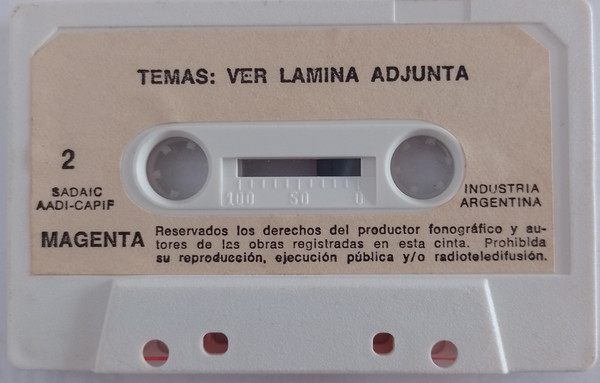 TEMAS: VER LAMINA ADJUNTA
2
SADAIC
AADI-CAPIF
100 50 0
INDUSTRIA
ARGENTINA
MAGENTA
Reservados los derechos del productor fonográfico y au-
tores de las obras registradas en esta cinta. Prohibida
su reproducción, ejecución pública y/o radioteledifusión.